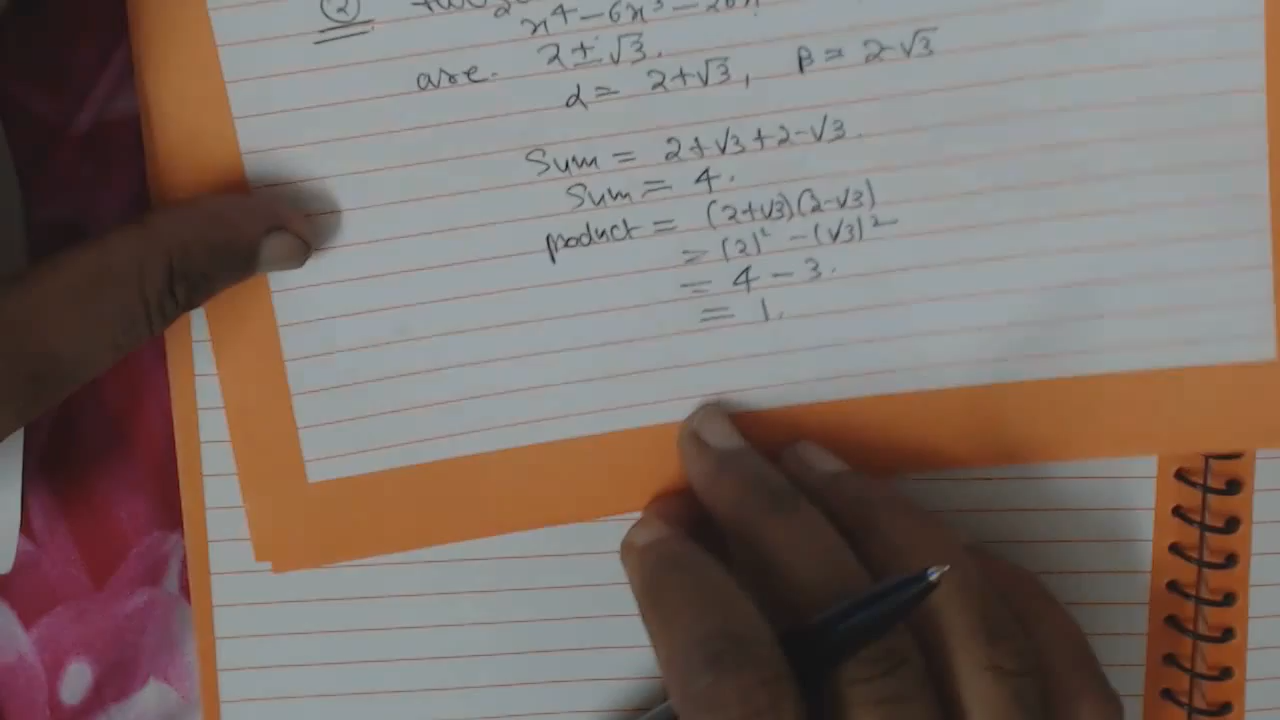 ②
x⁴ - 6x³ - 26x²
are. 2 ± √3.
α = 2+√3, β = 2-√3
Sum = 2+√3+2-√3.
Sum = 4.
product = (2+√3)(2-√3)
= (2)² - (√3)²
= 4 - 3.
= 1.